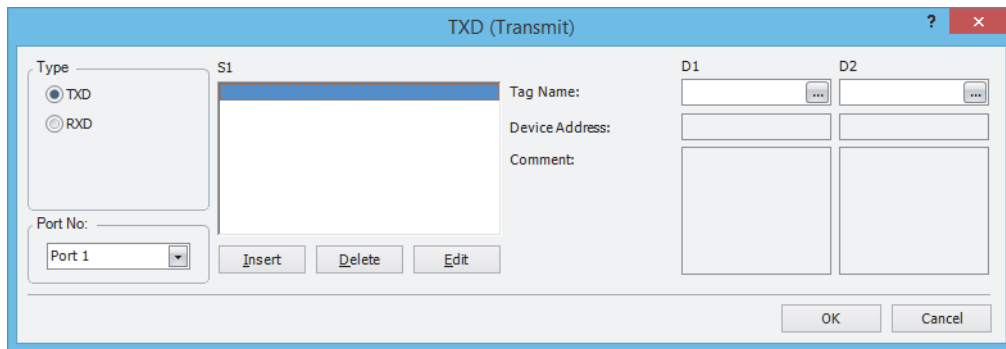 TXD (Transmit)
?
Type
TXD
RXD
Port No:
Port 1
S1
Insert
Delete
Edit
D1
D2
Tag Name:
...
...
Device Address:
Comment:
OK
Cancel